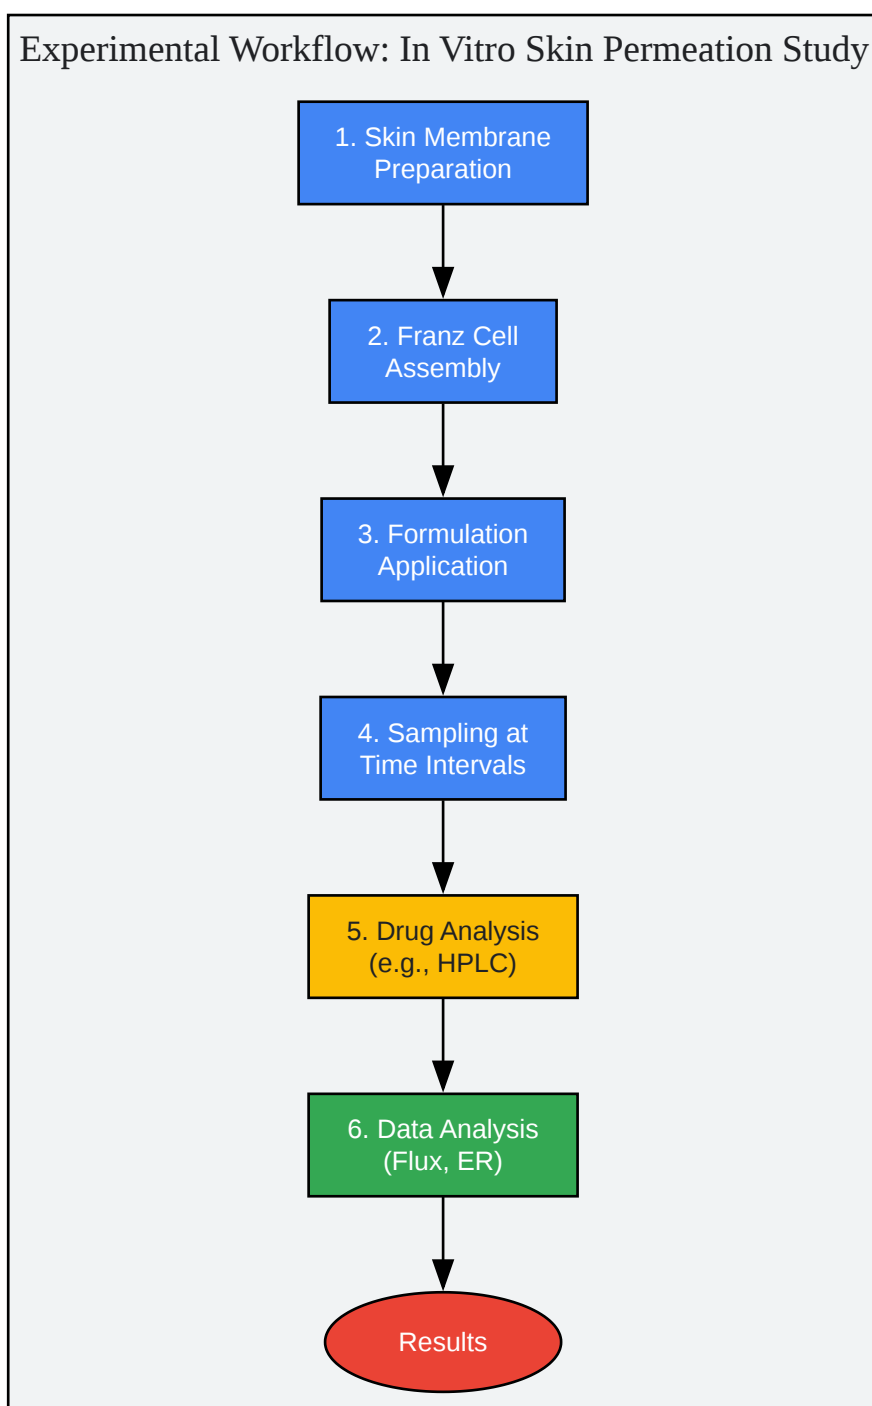 Experimental Workflow: In Vitro Skin Permeation Study
1. Skin Membrane
Preparation
2. Franz Cell
Assembly
3. Formulation
Application
4. Sampling at
Time Intervals
5. Drug Analysis
(e.g., HPLC)
6. Data Analysis
(Flux, ER)
Results